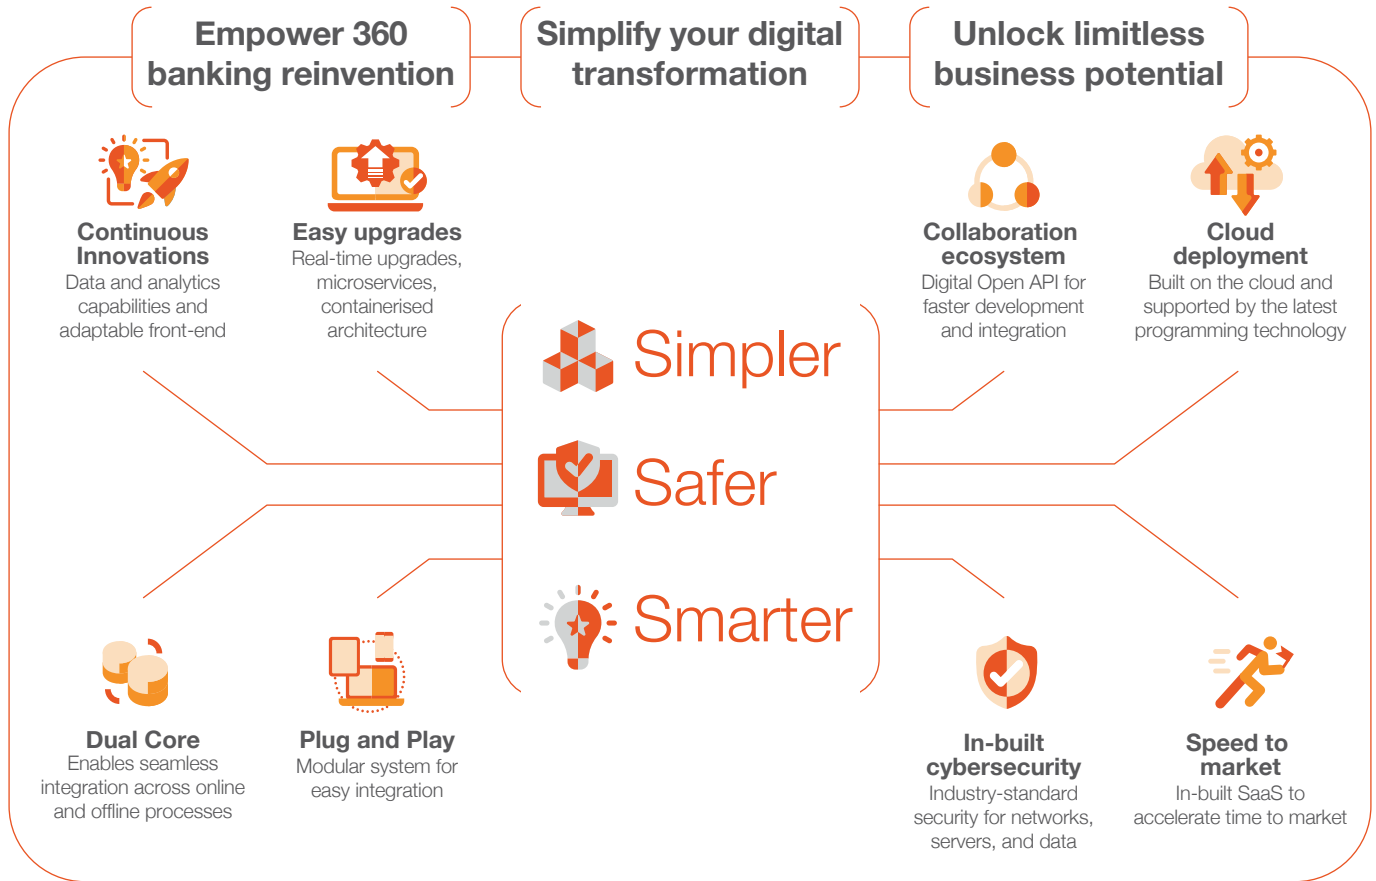 Empower 360
banking reinvention
Simplify your digital
transformation
Unlock limitless
business potential
Continuous
Innovations
Data and analytics
capabilities and
adaptable front-end
Easy upgrades
Real-time upgrades,
microservices,
containerised
architecture
Collaboration
ecosystem
Digital Open API for
faster development
and integration
Cloud
deployment
Built on the cloud and
supported by the latest
programming technology
Simpler
Safer
Smarter
Dual Core
Enables seamless
integration across online
and offline processes
Plug and Play
Modular system for
easy integration
In-built
cybersecurity
Industry-standard
security for networks,
servers, and data
Speed to
market
In-built SaaS to
accelerate time to market